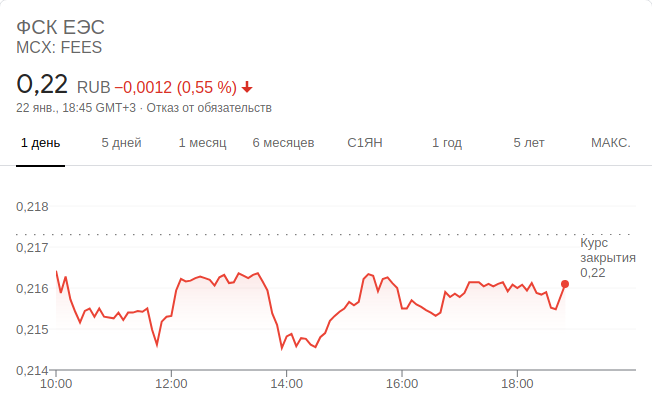 ФСК ЕЭС
MCX: FEES
0,22 RUB −0,0012 (0,55 %)
22 янв., 18:45 GMT+3 · Отказ от обязательств
1 день 5 дней 1 месяц 6 месяцев С1ЯН 1 год 5 лет МАКС.
0,218
0,217
Курс
закрытия
0,22
0,216
0,215
0,214
10:00 12:00 14:00 16:00 18:00